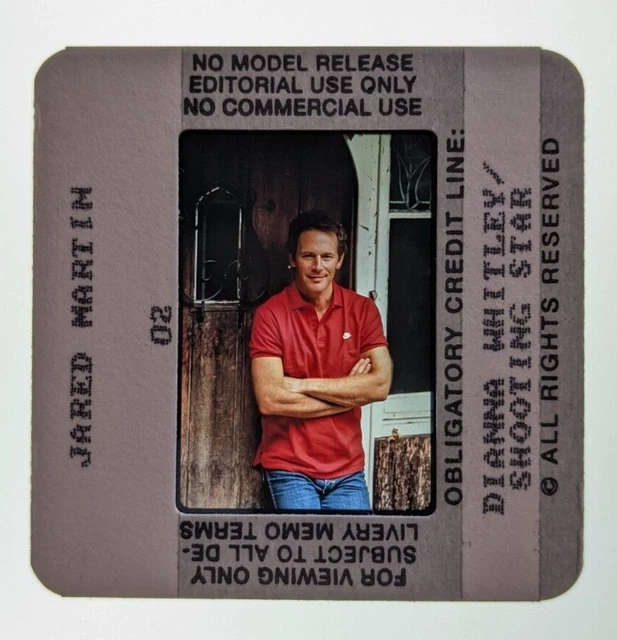 NO MODEL RELEASE
EDITORIAL USE ONLY
NO COMMERCIAL USE
JARED MARTIN
02
OBLIGATORY CREDIT LINE:
DIANNA WHITLEY/
SHOOTING STAR
© ALL RIGHTS RESERVED
FOR VIEWING ONLY
SUBJECT TO ALL DE-
LIVERY MEMO TERMS